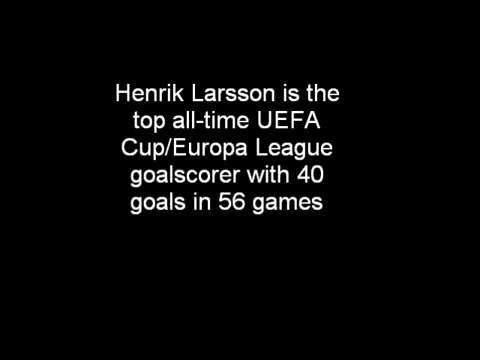 Henrik Larsson is the
top all-time UEFA
Cup/Europa League
goalscorer with 40
goals in 56 games